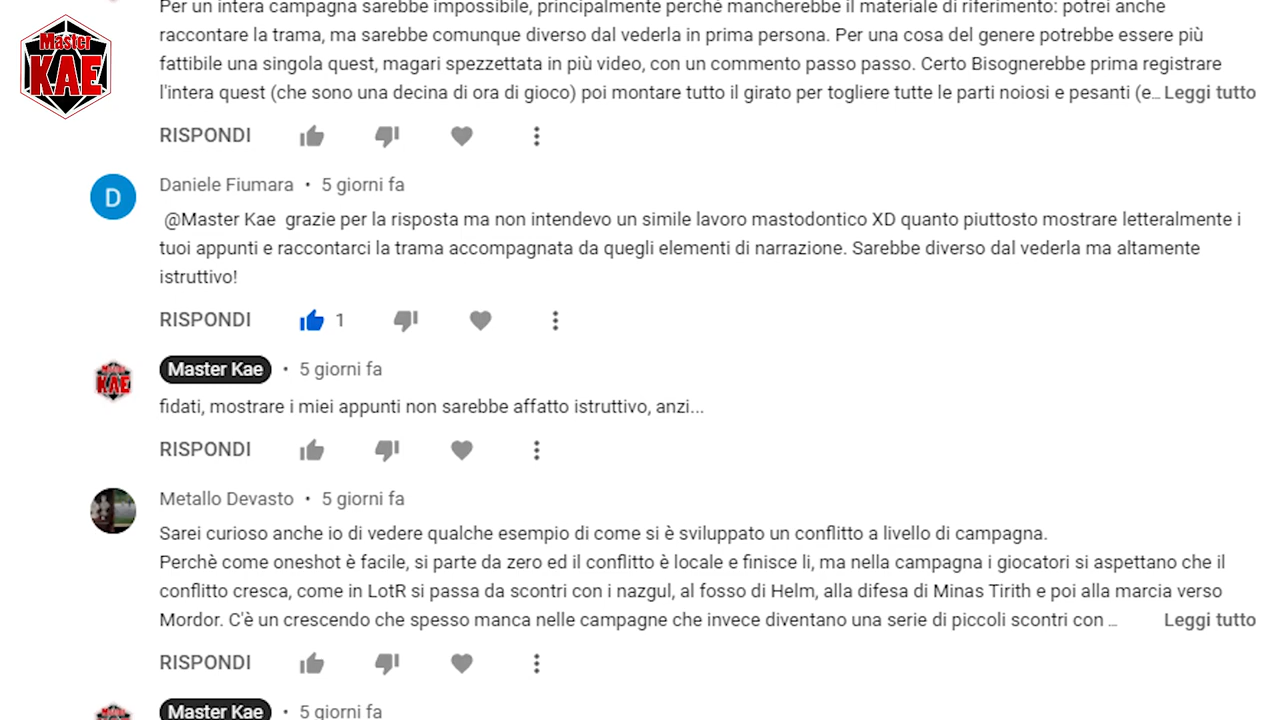 Per un intera campagna sarebbe impossibile, principalmente perchè mancherebbe il materiale di riferimento: potrei anche
Master
KAE
raccontare la trama, ma sarebbe comunque diverso dal vederla in prima persona. Per una cosa del genere potrebbe essere più
fattibile una singola quest, magari spezzettata in più video, con un commento passo passo. Certo Bisognerebbe prima registrare
l'intera quest (che sono una decina di ora di gioco) poi montare tutto il girato per togliere tutte le parti noiosi e pesanti (e... Leggi tutto
RISPONDI
D
Daniele Fiumara • 5 giorni fa
@Master Kae grazie per la risposta ma non intendevo un simile lavoro mastodontico XD quanto piuttosto mostrare letteralmente i
tuoi appunti e raccontarci la trama accompagnata da quegli elementi di narrazione. Sarebbe diverso dal vederla ma altamente
istruttivo!
RISPONDI 1
Master
KAE
Master Kae • 5 giorni fa
fidati, mostrare i miei appunti non sarebbe affatto istruttivo, anzi...
RISPONDI
Metallo Devasto • 5 giorni fa
Sarei curioso anche io di vedere qualche esempio di come si è sviluppato un conflitto a livello di campagna.
Perchè come oneshot è facile, si parte da zero ed il conflitto è locale e finisce li, ma nella campagna i giocatori si aspettano che il
conflitto cresca, come in LotR si passa da scontri con i nazgul, al fosso di Helm, alla difesa di Minas Tirith e poi alla marcia verso
Mordor. C'è un crescendo che spesso manca nelle campagne che invece diventano una serie di piccoli scontri con ... Leggi tutto
RISPONDI
Master Kae • 5 giorni fa